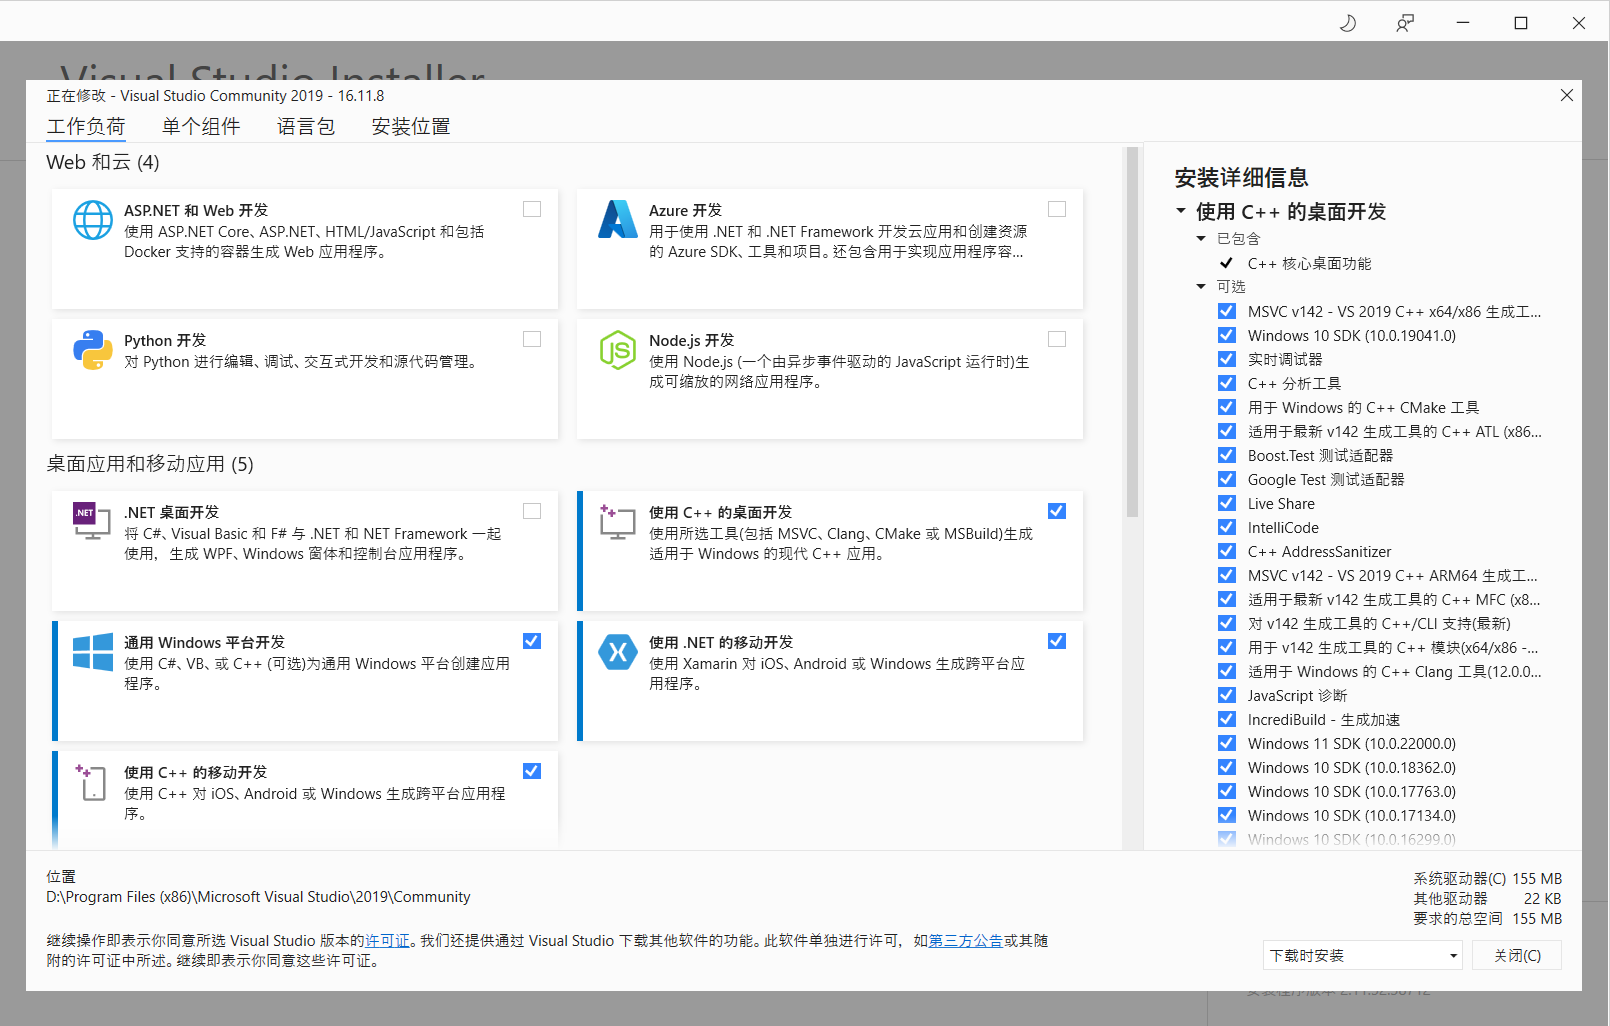 Visual Studio Installer
正在修改 - Visual Studio Community 2019 - 16.11.8
工作负荷 单个组件 语言包 安装位置
Web 和云 (4)
ASP.NET 和 Web 开发
使用 ASP.NET Core、ASP.NET、HTML/JavaScript 和包括
Docker 支持的容器生成 Web 应用程序。
Azure 开发
用于使用 .NET 和 .NET Framework 开发云应用和创建资源
的 Azure SDK、工具和项目。还包含用于实现应用程序容...
Python 开发
对 Python 进行编辑、调试、交互式开发和源代码管理。
Node.js 开发
使用 Node.js (一个由异步事件驱动的 JavaScript 运行时)生
成可缩放的网络应用程序。
桌面应用和移动应用 (5)
.NET
.NET 桌面开发
将 C#、Visual Basic 和 F# 与 .NET 和 NET Framework 一起
使用，生成 WPF、Windows 窗体和控制台应用程序。
使用 C++ 的桌面开发
使用所选工具(包括 MSVC、Clang、CMake 或 MSBuild)生成
适用于 Windows 的现代 C++ 应用。
通用 Windows 平台开发
使用 C#、VB、或 C++ (可选)为通用 Windows 平台创建应用
程序。
使用 .NET 的移动开发
使用 Xamarin 对 iOS、Android 或 Windows 生成跨平台应
用程序。
使用 C++ 的移动开发
使用 C++ 对 iOS、Android 或 Windows 生成跨平台应用程
序。
安装详细信息
使用 C++ 的桌面开发
已包含
C++ 核心桌面功能
可选
MSVC v142 - VS 2019 C++ x64/x86 生成工...
Windows 10 SDK (10.0.19041.0)
实时调试器
C++ 分析工具
用于 Windows 的 C++ CMake 工具
适用于最新 v142 生成工具的 C++ ATL (x86...
Boost.Test 测试适配器
Google Test 测试适配器
Live Share
IntelliCode
C++ AddressSanitizer
MSVC v142 - VS 2019 C++ ARM64 生成工...
适用于最新 v142 生成工具的 C++ MFC (x8...
对 v142 生成工具的 C++/CLI 支持(最新)
用于 v142 生成工具的 C++ 模块(x64/x86 -...
适用于 Windows 的 C++ Clang 工具(12.0.0...
JavaScript 诊断
IncrediBuild - 生成加速
Windows 11 SDK (10.0.22000.0)
Windows 10 SDK (10.0.18362.0)
Windows 10 SDK (10.0.17763.0)
Windows 10 SDK (10.0.17134.0)
Windows 10 SDK (10.0.16299.0)
位置
D:\Program Files (x86)\Microsoft Visual Studio\2019\Community
继续操作即表示你同意所选 Visual Studio 版本的许可证。我们还提供通过 Visual Studio 下载其他软件的功能。此软件单独进行许可，如第三方公告或其随
附的许可证中所述。继续即表示你同意这些许可证。
系统驱动器(C) 155 MB
其他驱动器 22 KB
要求的总空间 155 MB
下载时安装
关闭(C)